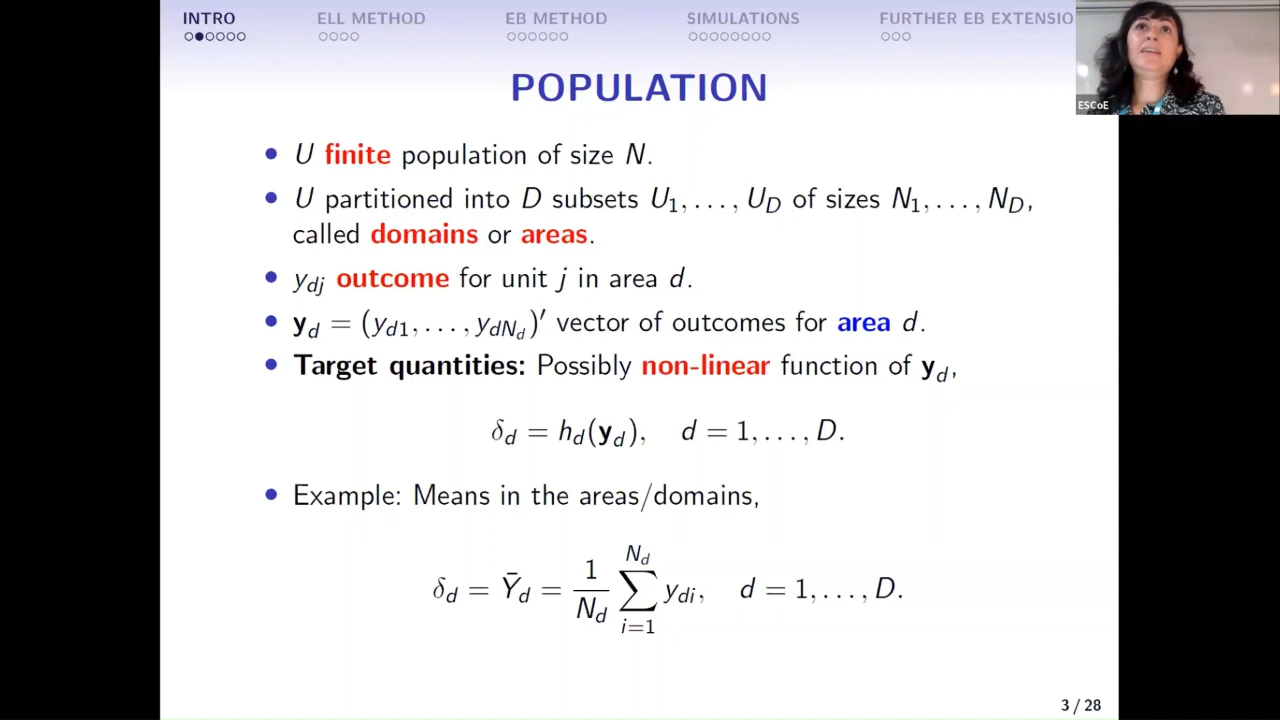 INTRO ELL METHOD EB METHOD SIMULATIONS FURTHER EB EXTENSIO
POPULATION
ESCoE
• U finite population of size N.
• U partitioned into D subsets U₁, . . . , U_D of sizes N₁, . . . , N_D,
called domains or areas.
• y_dj outcome for unit j in area d.
• y_d = (y_d1, . . . , y_dN_d)′ vector of outcomes for area d.
• Target quantities: Possibly non-linear function of y_d,
δ_d = h_d(y_d), d = 1, . . . , D.
• Example: Means in the areas/domains,
δ_d = Ȳ_d = 1/N_d ∑_{i=1}^{N_d} y_di, d = 1, . . . , D.
3 / 28